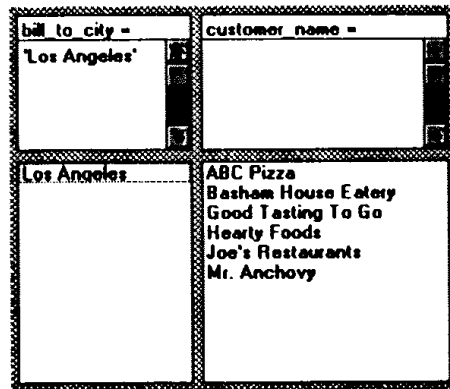 bill_to_city =
customer_name =
'Los Angeles'
Los Angeles
ABC Pizza
Basham House Eatery
Good Tasting To Go
Hearty Foods
Joe's Restaurants
Mr. Anchovy